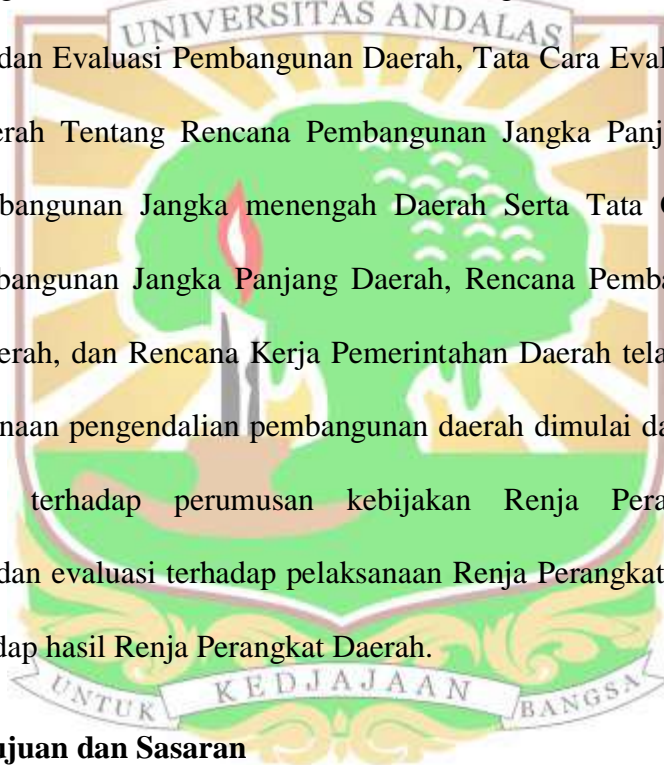 UNIVERSITAS ANDALAS
dan Evaluasi Pembangunan Daerah, Tata Cara Eval
erah Tentang Rencana Pembangunan Jangka Panj
bangunan Jangka menengah Daerah Serta Tata
bangunan Jangka Panjang Daerah, Rencana Pemba
erah, dan Rencana Kerja Pemerintahan Daerah tela
naan pengendalian pembangunan daerah dimulai da
terhadap perumusan kebijakan Renja Pera
dan evaluasi terhadap pelaksanaan Renja Perangkat
dap hasil Renja Perangkat Daerah.
UNTUK KEDJAJAAN BANGSA
ujuan dan Sasaran